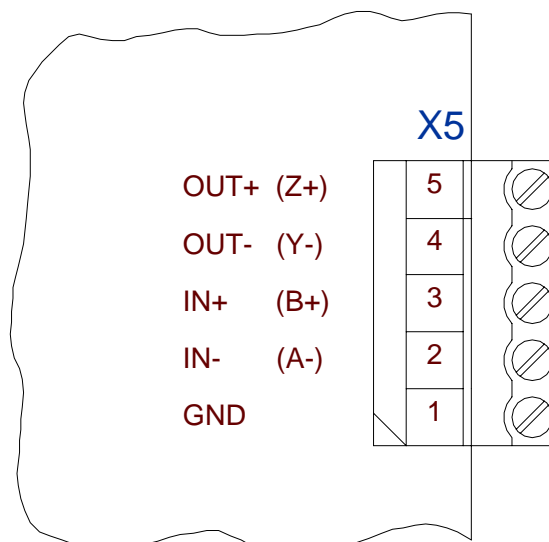 X5
OUT+ (Z+) 5
OUT- (Y-) 4
IN+ (B+) 3
IN- (A-) 2
GND 1